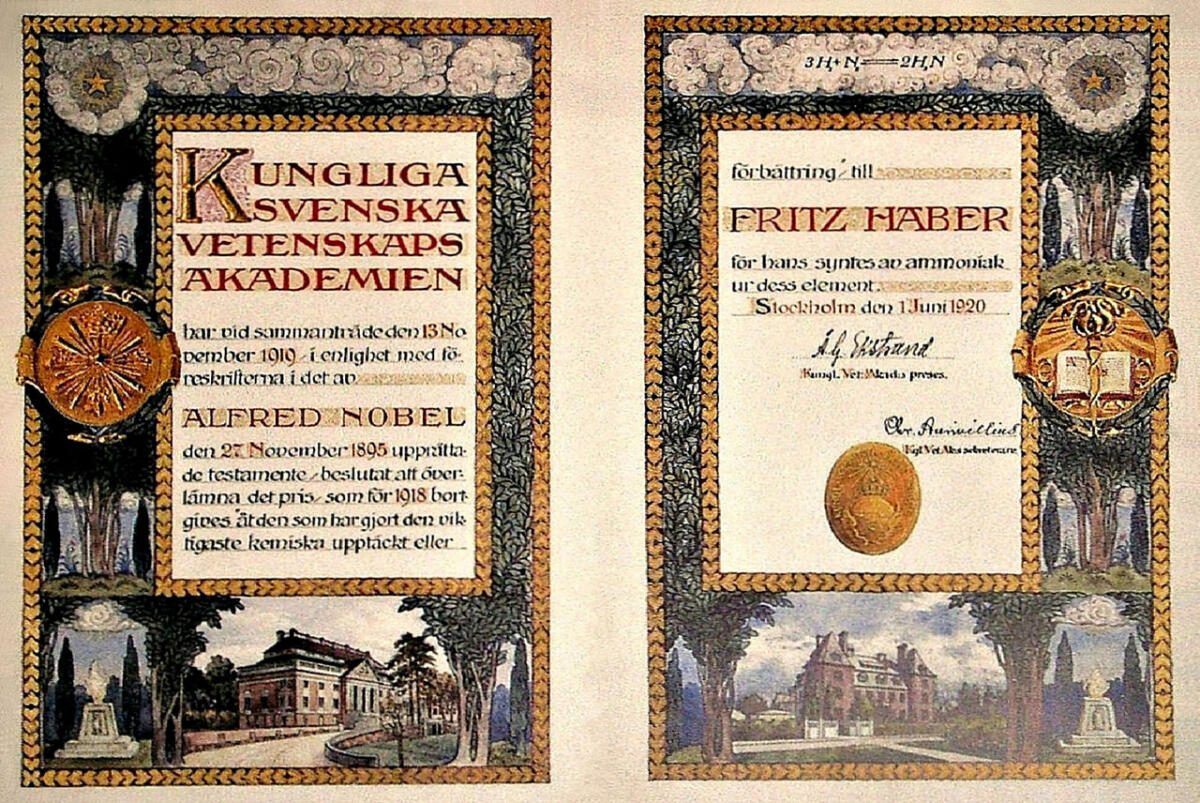 KUNGLIGA
SVENSKA
VETENSKAPS
AKADEMIEN
har vid sammanträde den 13 No
vember 1919 i enlighet med fö-
reskrifterna i det av
ALFRED NOBEL
den 27 November 1895 upprätta-
de testamente beslutat att över-
lämna det pris, som för 1918 bort-
gives "åt den som har gjort den vik
tigaste kemiska upptäckt eller
3H₂+N₂=2H₃N
förbättring" till
FRITZ HABER
för hans syntes av ammoniak
ur dess element.
Stockholm den 1 Juni 1920
Å.G. Ekstrand
Kungl. Vet. Akads preses.
Chr. Aurivillius
Kgl. Vet. Akas sekreterare